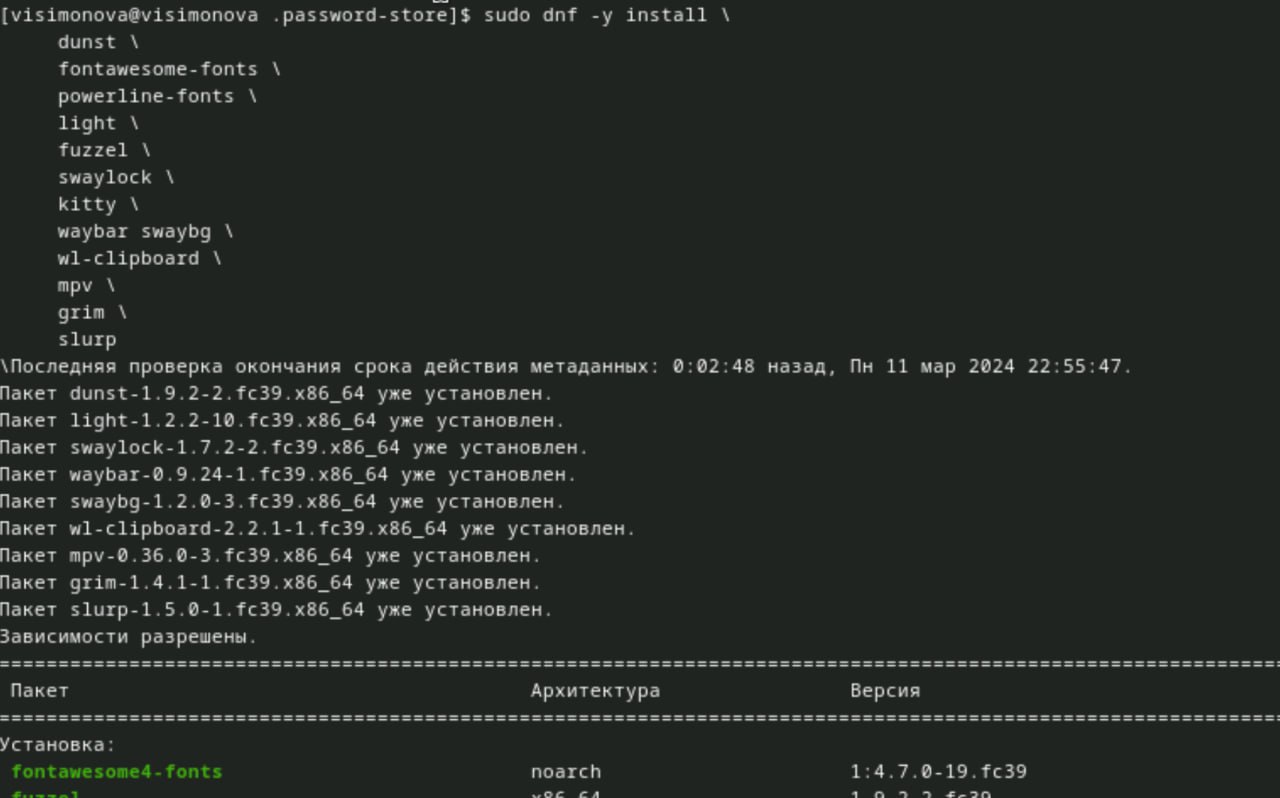 [visimonova@visimonova .password-store]$ sudo dnf -y install \
dunst \
fontawesome-fonts \
powerline-fonts \
light \
fuzzel \
swaylock \
kitty \
waybar swaybg \
wl-clipboard \
mpv \
grim \
slurp
\Последняя проверка окончания срока действия метаданных: 0:02:48 назад, Пн 11 мар 2024 22:55:47.
Пакет dunst-1.9.2-2.fc39.x86_64 уже установлен.
Пакет light-1.2.2-10.fc39.x86_64 уже установлен.
Пакет swaylock-1.7.2-2.fc39.x86_64 уже установлен.
Пакет waybar-0.9.24-1.fc39.x86_64 уже установлен.
Пакет swaybg-1.2.0-3.fc39.x86_64 уже установлен.
Пакет wl-clipboard-2.2.1-1.fc39.x86_64 уже установлен.
Пакет mpv-0.36.0-3.fc39.x86_64 уже установлен.
Пакет grim-1.4.1-1.fc39.x86_64 уже установлен.
Пакет slurp-1.5.0-1.fc39.x86_64 уже установлен.
Зависимости разрешены.
================================================================================
Пакет Архитектура Версия
================================================================================
Установка:
fontawesome4-fonts noarch 1:4.7.0-19.fc39
fuzzel x86_64 1.9.2-2.fc39